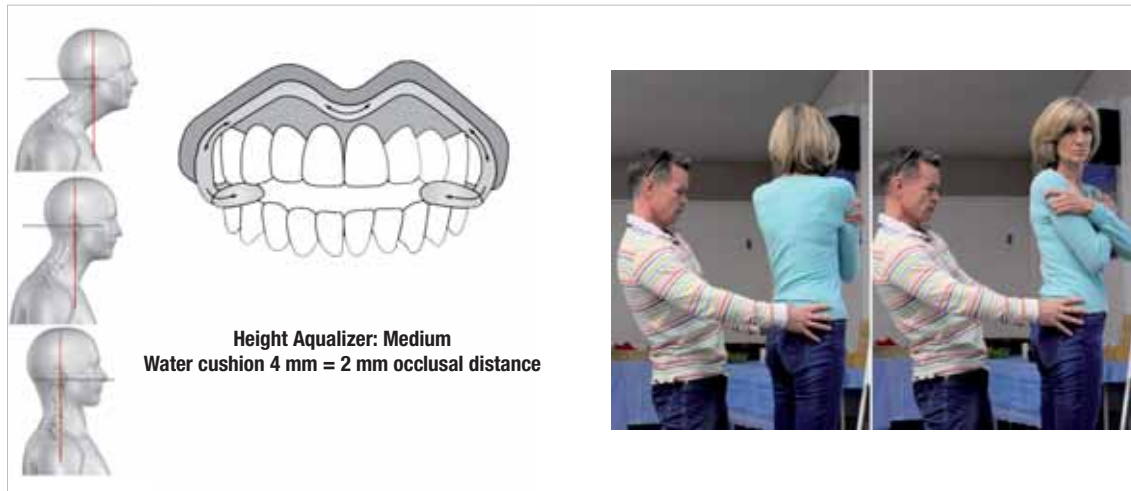 Height Aqualizer: Medium
Water cushion 4 mm = 2 mm occlusal distance